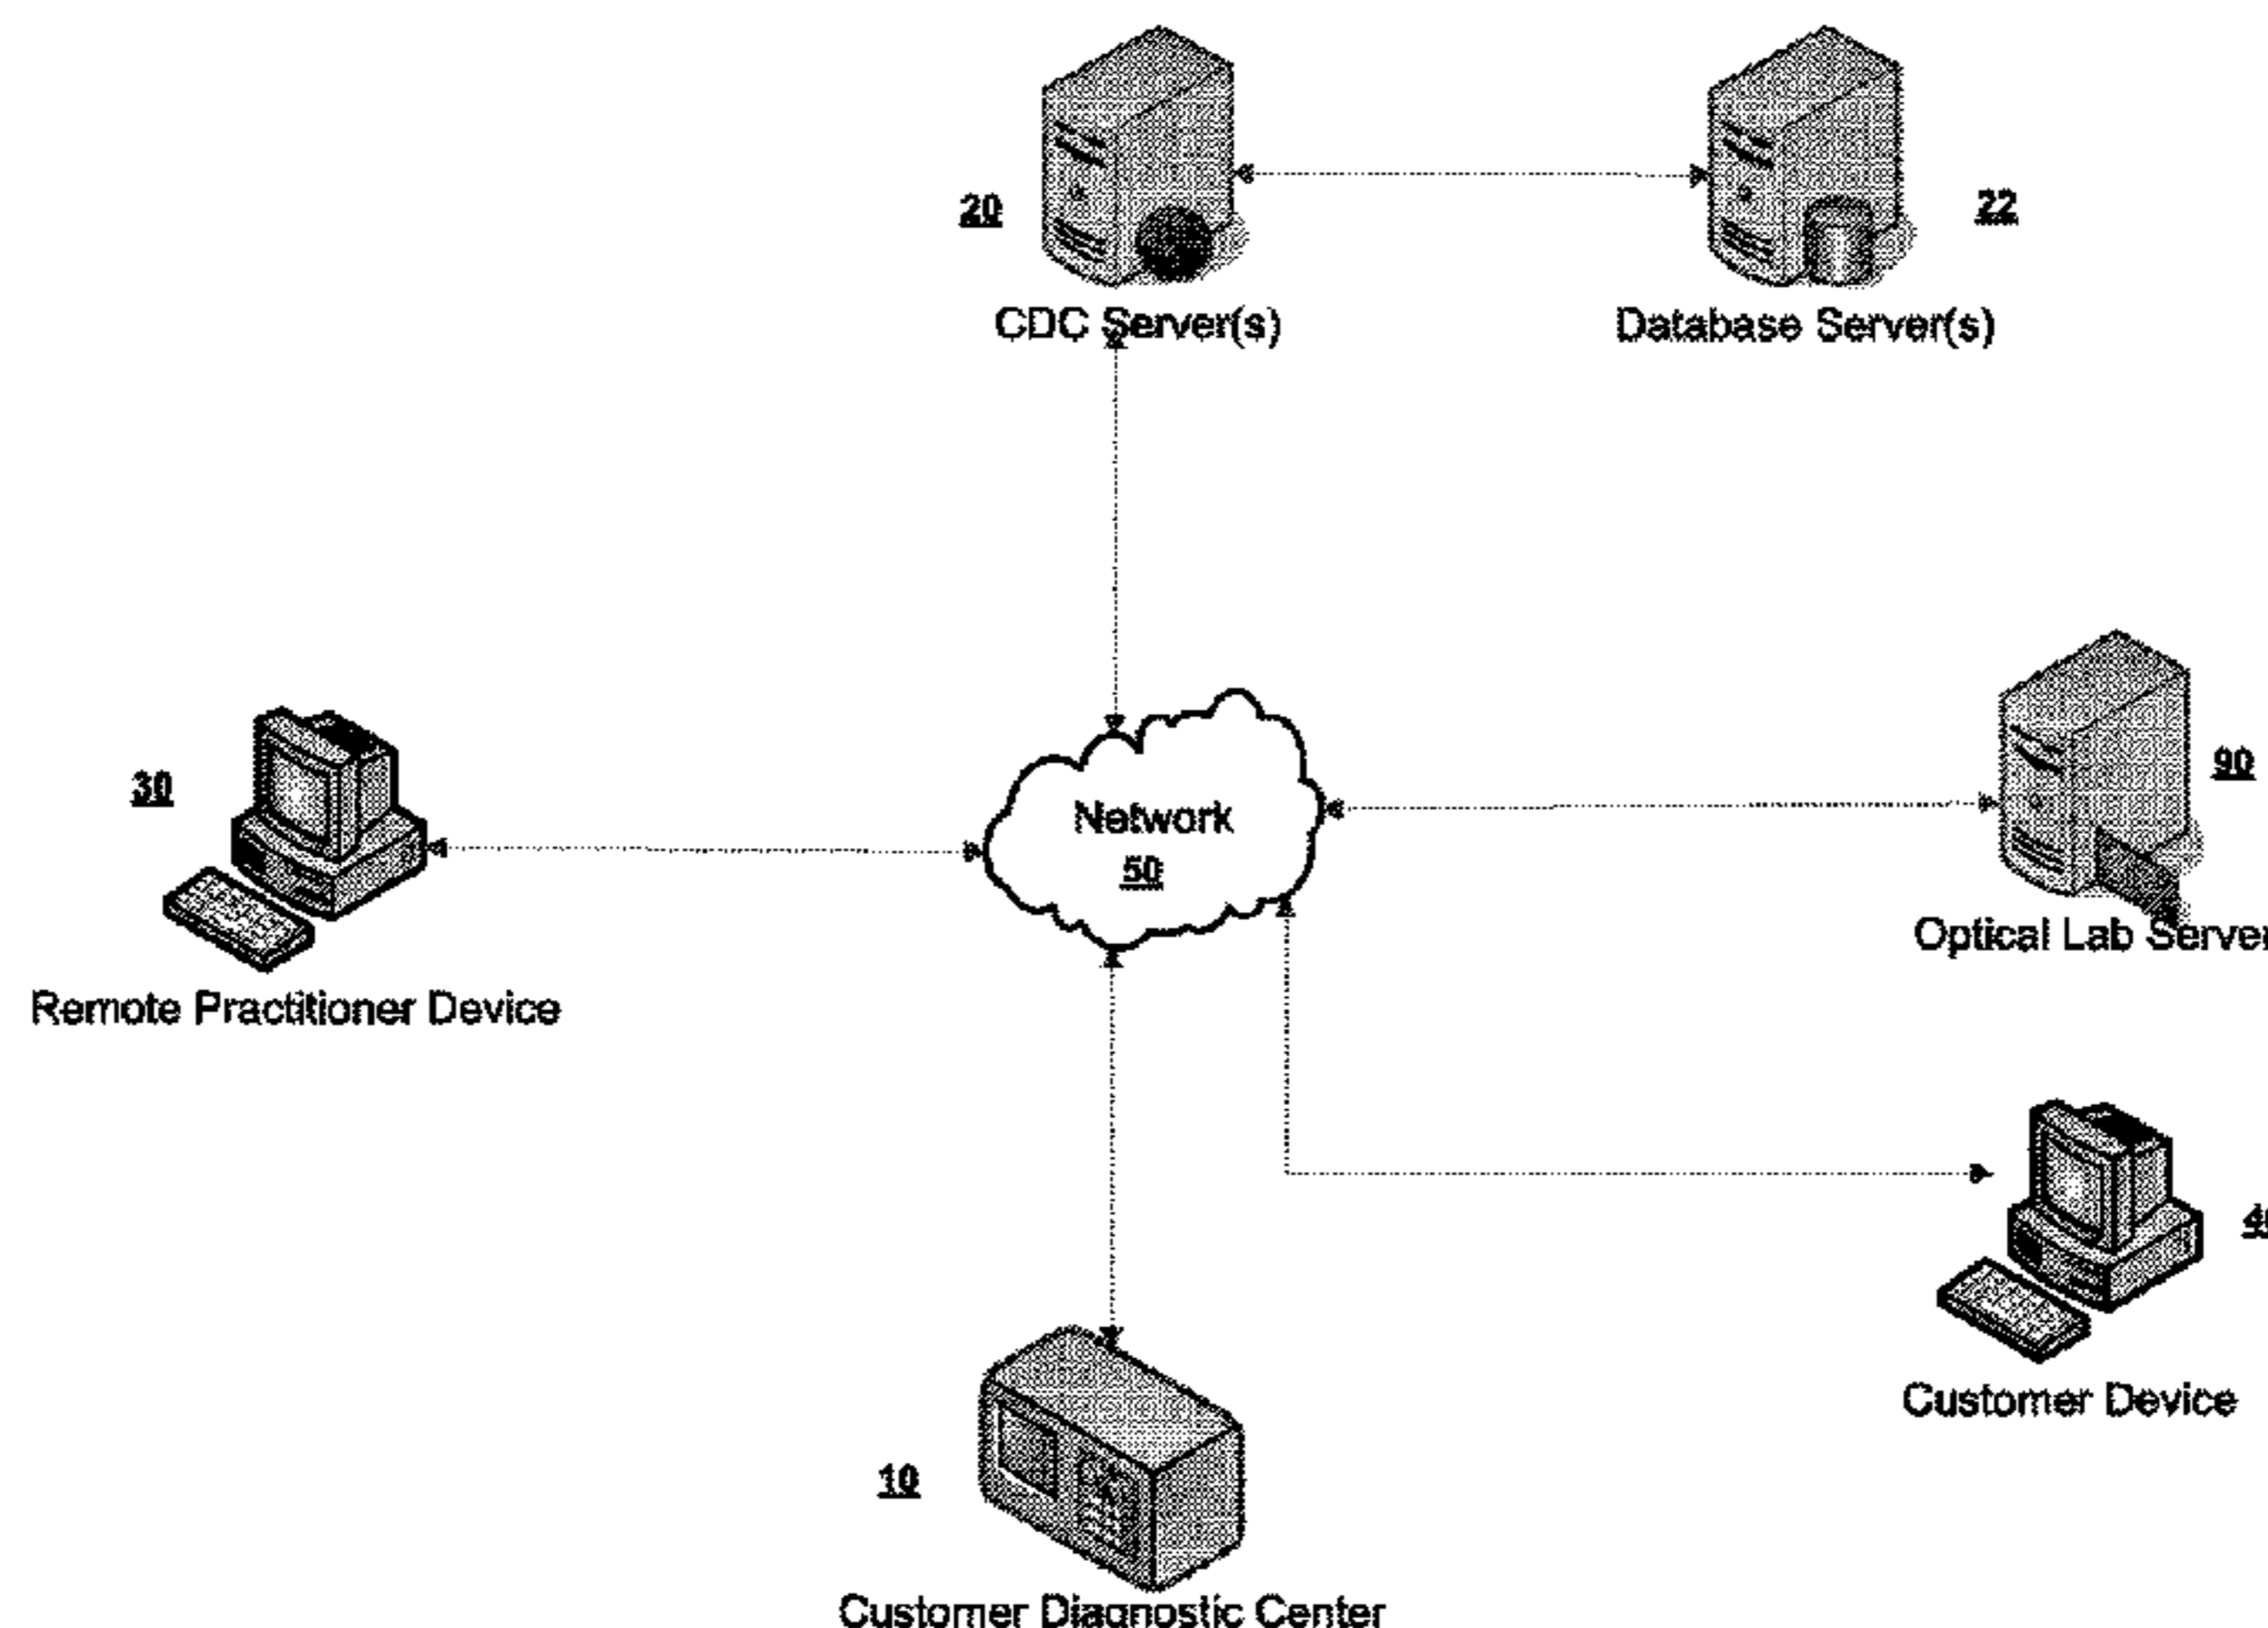 20
22
CDC Server(s)
Database Server(s)
30
Network
50
90
Optical Lab Server
Remote Practitioner Device
Customer Device
10
Customer Diagnostic Center